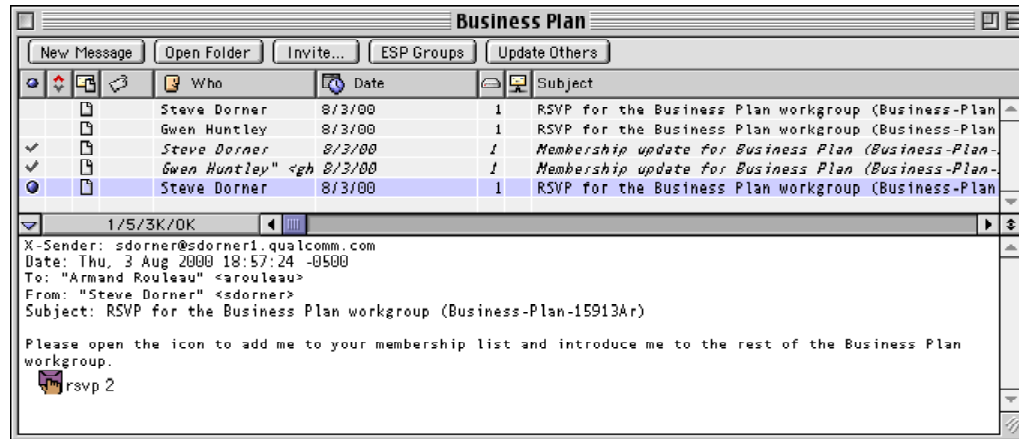 Business Plan
New Message Open Folder Invite... ESP Groups Update Others
Who Date Subject
Steve Dorner 8/3/00 1 RSVP for the Business Plan workgroup (Business-Plan
Gwen Huntley 8/3/00 1 RSVP for the Business Plan workgroup (Business-Plan
Steve Dorner 8/3/00 1 Membership update for Business Plan (Business-Plan-
Gwen Huntley" <gh 8/3/00 1 Membership update for Business Plan (Business-Plan-
Steve Dorner 8/3/00 1 RSVP for the Business Plan workgroup (Business-Plan
1/5/3K/0K
X-Sender: sdorner@sdorner1.qualcomm.com
Date: Thu, 3 Aug 2000 18:57:24 -0500
To: "Armand Rouleau" <arouleau>
From: "Steve Dorner" <sdorner>
Subject: RSVP for the Business Plan workgroup (Business-Plan-15913Ar)
Please open the icon to add me to your membership list and introduce me to the rest of the Business Plan
workgroup.
rsvp 2